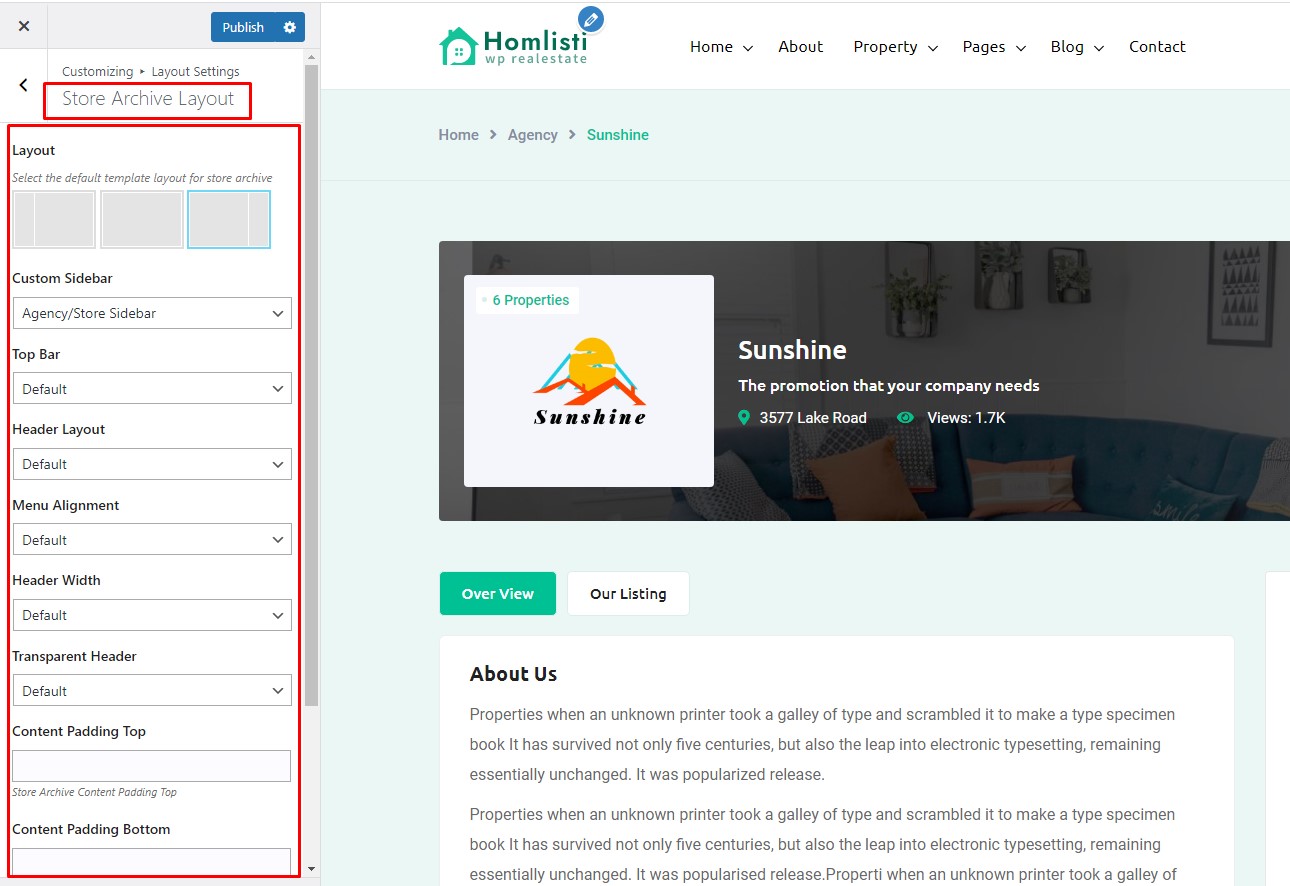 Publish
Customizing ▸ Layout Settings
Store Archive Layout
Layout
Select the default template layout for store archive
Custom Sidebar
Agency/Store Sidebar
Top Bar
Default
Header Layout
Default
Menu Alignment
Default
Header Width
Default
Transparent Header
Default
Content Padding Top
Store Archive Content Padding Top
Content Padding Bottom
Homlisti
wp realestate
Home About Property Pages Blog Contact
Home > Agency > Sunshine
6 Properties
Sunshine
Sunshine
The promotion that your company needs
3577 Lake Road Views: 1.7K
smile
Over View Our Listing
About Us
Properties when an unknown printer took a galley of type and scrambled it to make a type specimen
book It has survived not only five centuries, but also the leap into electronic typesetting, remaining
essentially unchanged. It was popularized release.
Properties when an unknown printer took a galley of type and scrambled it to make a type specimen
book It has survived not only five centuries, but also the leap into electronic typesetting, remaining
essentially unchanged. It was popularised release.Properti when an unknown printer took a galley of